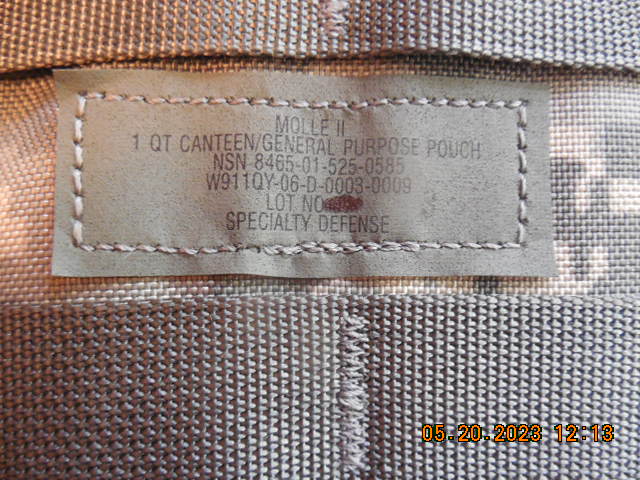 MOLLE II
1 QT CANTEEN/GENERAL PURPOSE POUCH
NSN 8465-01-525-0585
W911QY-06-D-0003-0009
LOT NO
SPECIALTY DEFENSE
05.20.2023 12:13